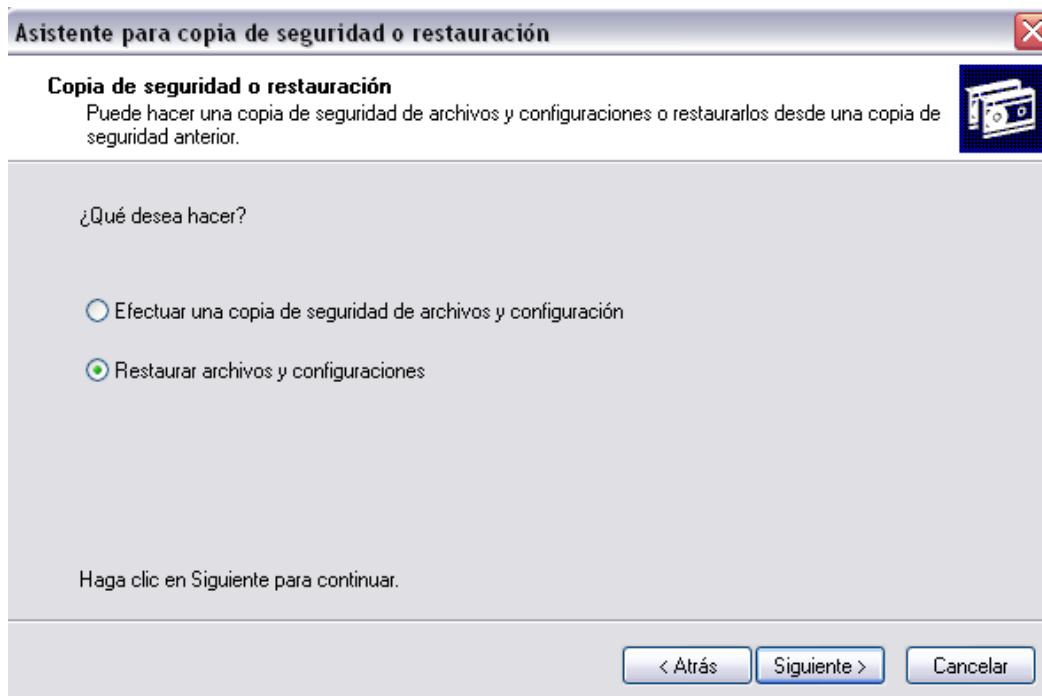 Asistente para copia de seguridad o restauración
Copia de seguridad o restauración
Puede hacer una copia de seguridad de archivos y configuraciones o restaurarlos desde una copia de
seguridad anterior.
¿Qué desea hacer?
Efectuar una copia de seguridad de archivos y configuración
Restaurar archivos y configuraciones
Haga clic en Siguiente para continuar.
< Atrás Siguiente > Cancelar